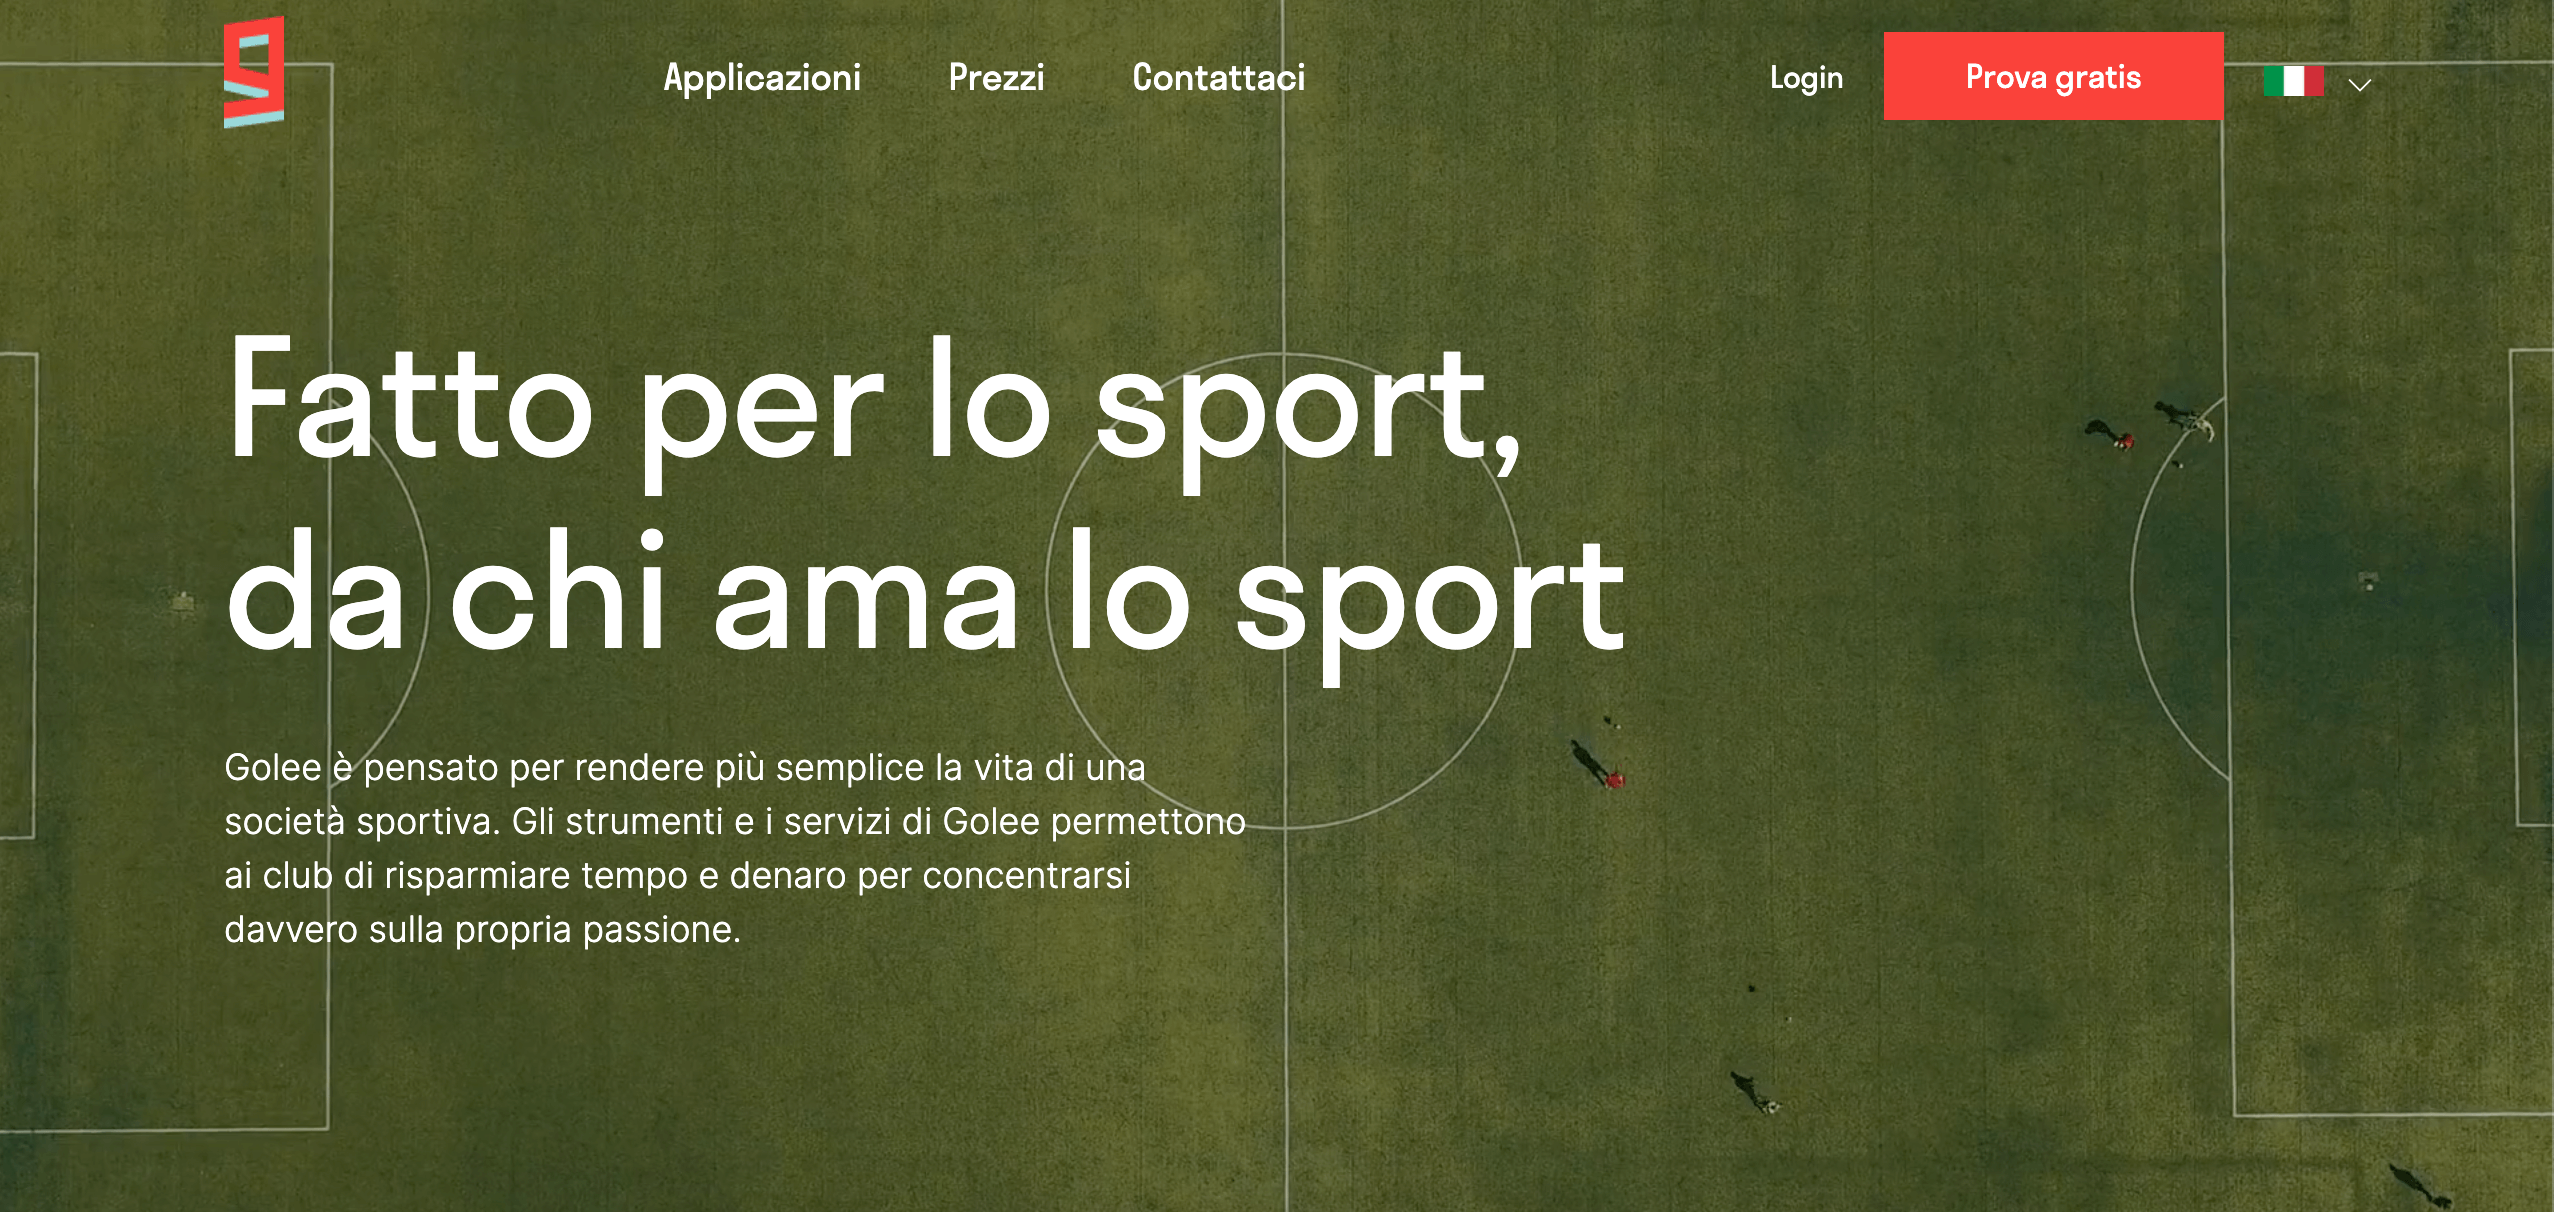 Applicazioni
Prezzi
Contattaci
Login
Prova gratis
Fatto per lo sport,
da chi ama lo sport
Golee è pensato per rendere più semplice la vita di una
società sportiva. Gli strumenti e i servizi di Golee permettono
ai club di risparmiare tempo e denaro per concentrarsi
davvero sulla propria passione.